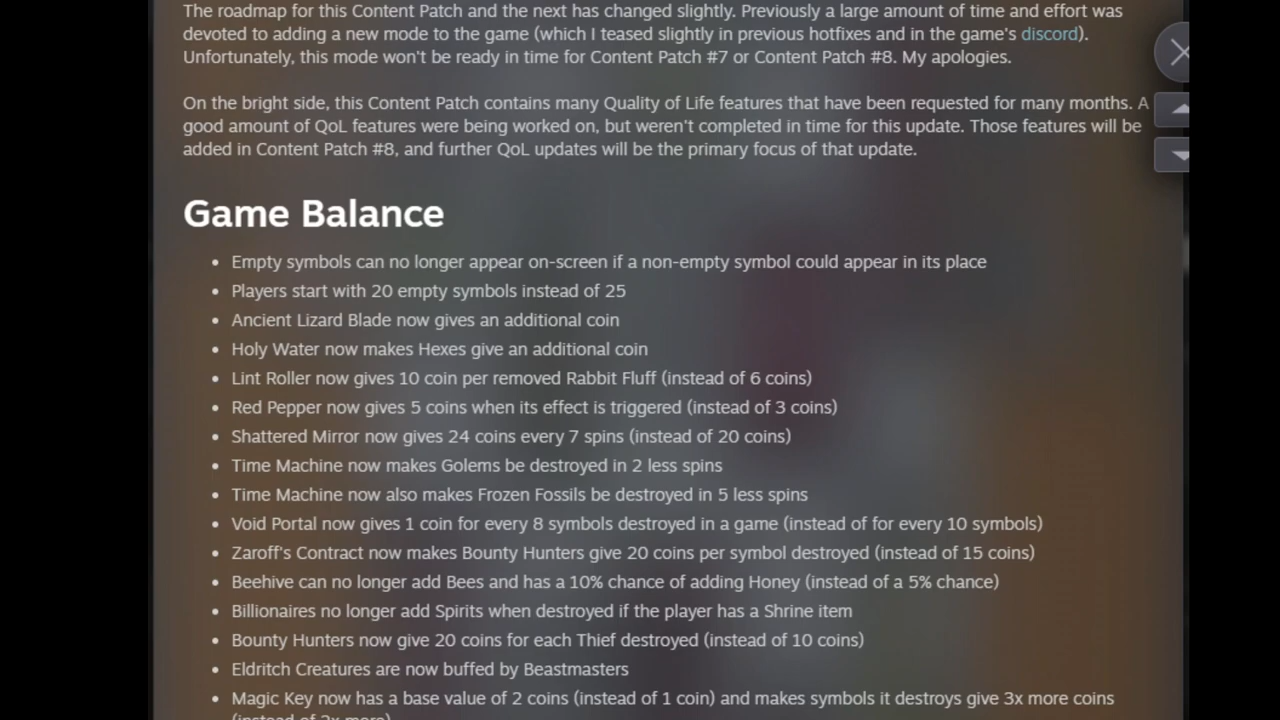 The roadmap for this Content Patch and the next has changed slightly. Previously a large amount of time and effort was
devoted to adding a new mode to the game (which I teased slightly in previous hotfixes and in the game's discord).
Unfortunately, this mode won't be ready in time for Content Patch #7 or Content Patch #8. My apologies.
On the bright side, this Content Patch contains many Quality of Life features that have been requested for many months. A
good amount of QoL features were being worked on, but weren't completed in time for this update. Those features will be
added in Content Patch #8, and further QoL updates will be the primary focus of that update.
Game Balance
• Empty symbols can no longer appear on-screen if a non-empty symbol could appear in its place
• Players start with 20 empty symbols instead of 25
• Ancient Lizard Blade now gives an additional coin
• Holy Water now makes Hexes give an additional coin
• Lint Roller now gives 10 coin per removed Rabbit Fluff (instead of 6 coins)
• Red Pepper now gives 5 coins when its effect is triggered (instead of 3 coins)
• Shattered Mirror now gives 24 coins every 7 spins (instead of 20 coins)
• Time Machine now makes Golems be destroyed in 2 less spins
• Time Machine now also makes Frozen Fossils be destroyed in 5 less spins
• Void Portal now gives 1 coin for every 8 symbols destroyed in a game (instead of for every 10 symbols)
• Zaroff's Contract now makes Bounty Hunters give 20 coins per symbol destroyed (instead of 15 coins)
• Beehive can no longer add Bees and has a 10% chance of adding Honey (instead of a 5% chance)
• Billionaires no longer add Spirits when destroyed if the player has a Shrine item
• Bounty Hunters now give 20 coins for each Thief destroyed (instead of 10 coins)
• Eldritch Creatures are now buffed by Beastmasters
• Magic Key now has a base value of 2 coins (instead of 1 coin) and makes symbols it destroys give 3x more coins
(instead of 2x more)